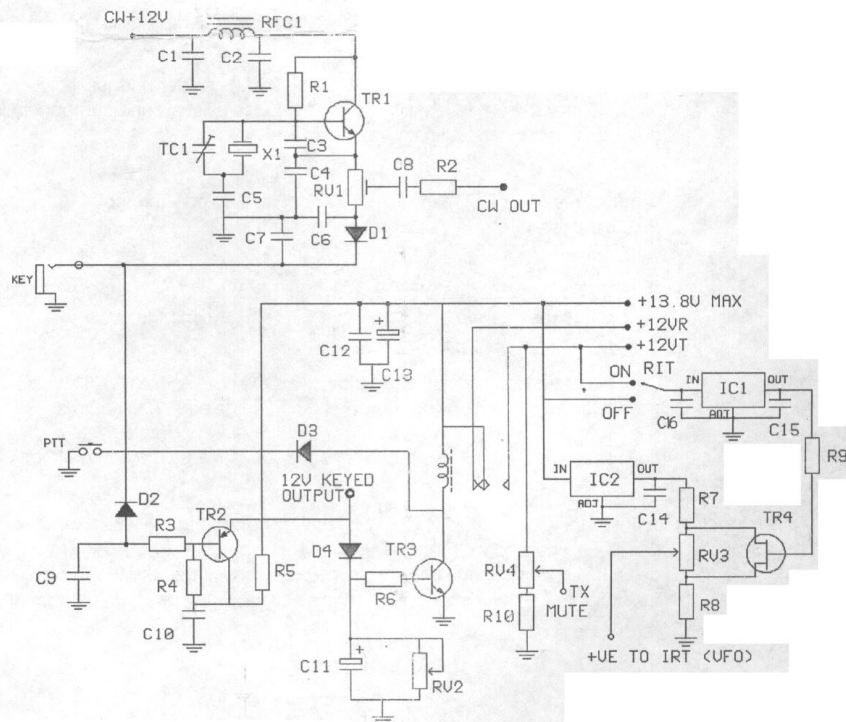 CW+12V
RFC1
C1
C2
R1
TR1
TC1
X1
C3
C4
C8
R2
RV1
CW OUT
C5
C7
C6
D1
KEY
+13.8V MAX
+12VR
+12VT
C12
C13
ON
RIT
OFF
IN
IC1
OUT
ADJ
C16
C15
R9
PTT
D3
12V KEYED
OUTPUT
IN
IC2
OUT
ADJ
C14
R7
D2
R3
TR2
D4
TR3
TR4
RV3
C9
R4
R5
R6
RV4
TX
MUTE
R8
R10
C10
C11
RV2
+VE TO IRT (VFO)